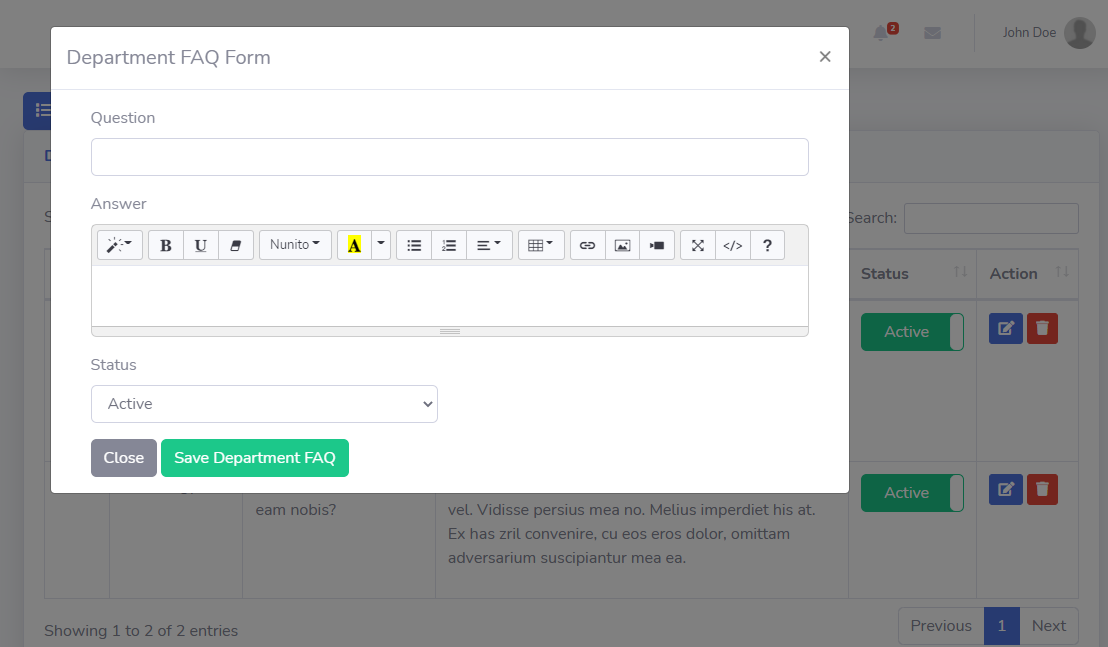 2
John Doe
Department FAQ Form
×
Question
Answer
B U Nunito A </> ?
Status
Active
Close Save Department FAQ
Search:
Status Action
Active
Active
eam nobis?
vel. Vidisse persius mea no. Melius imperdiet his at.
Ex has zril convenire, cu eos eros dolor, omittam
adversarium suscipiantur mea ea.
Showing 1 to 2 of 2 entries
Previous 1 Next